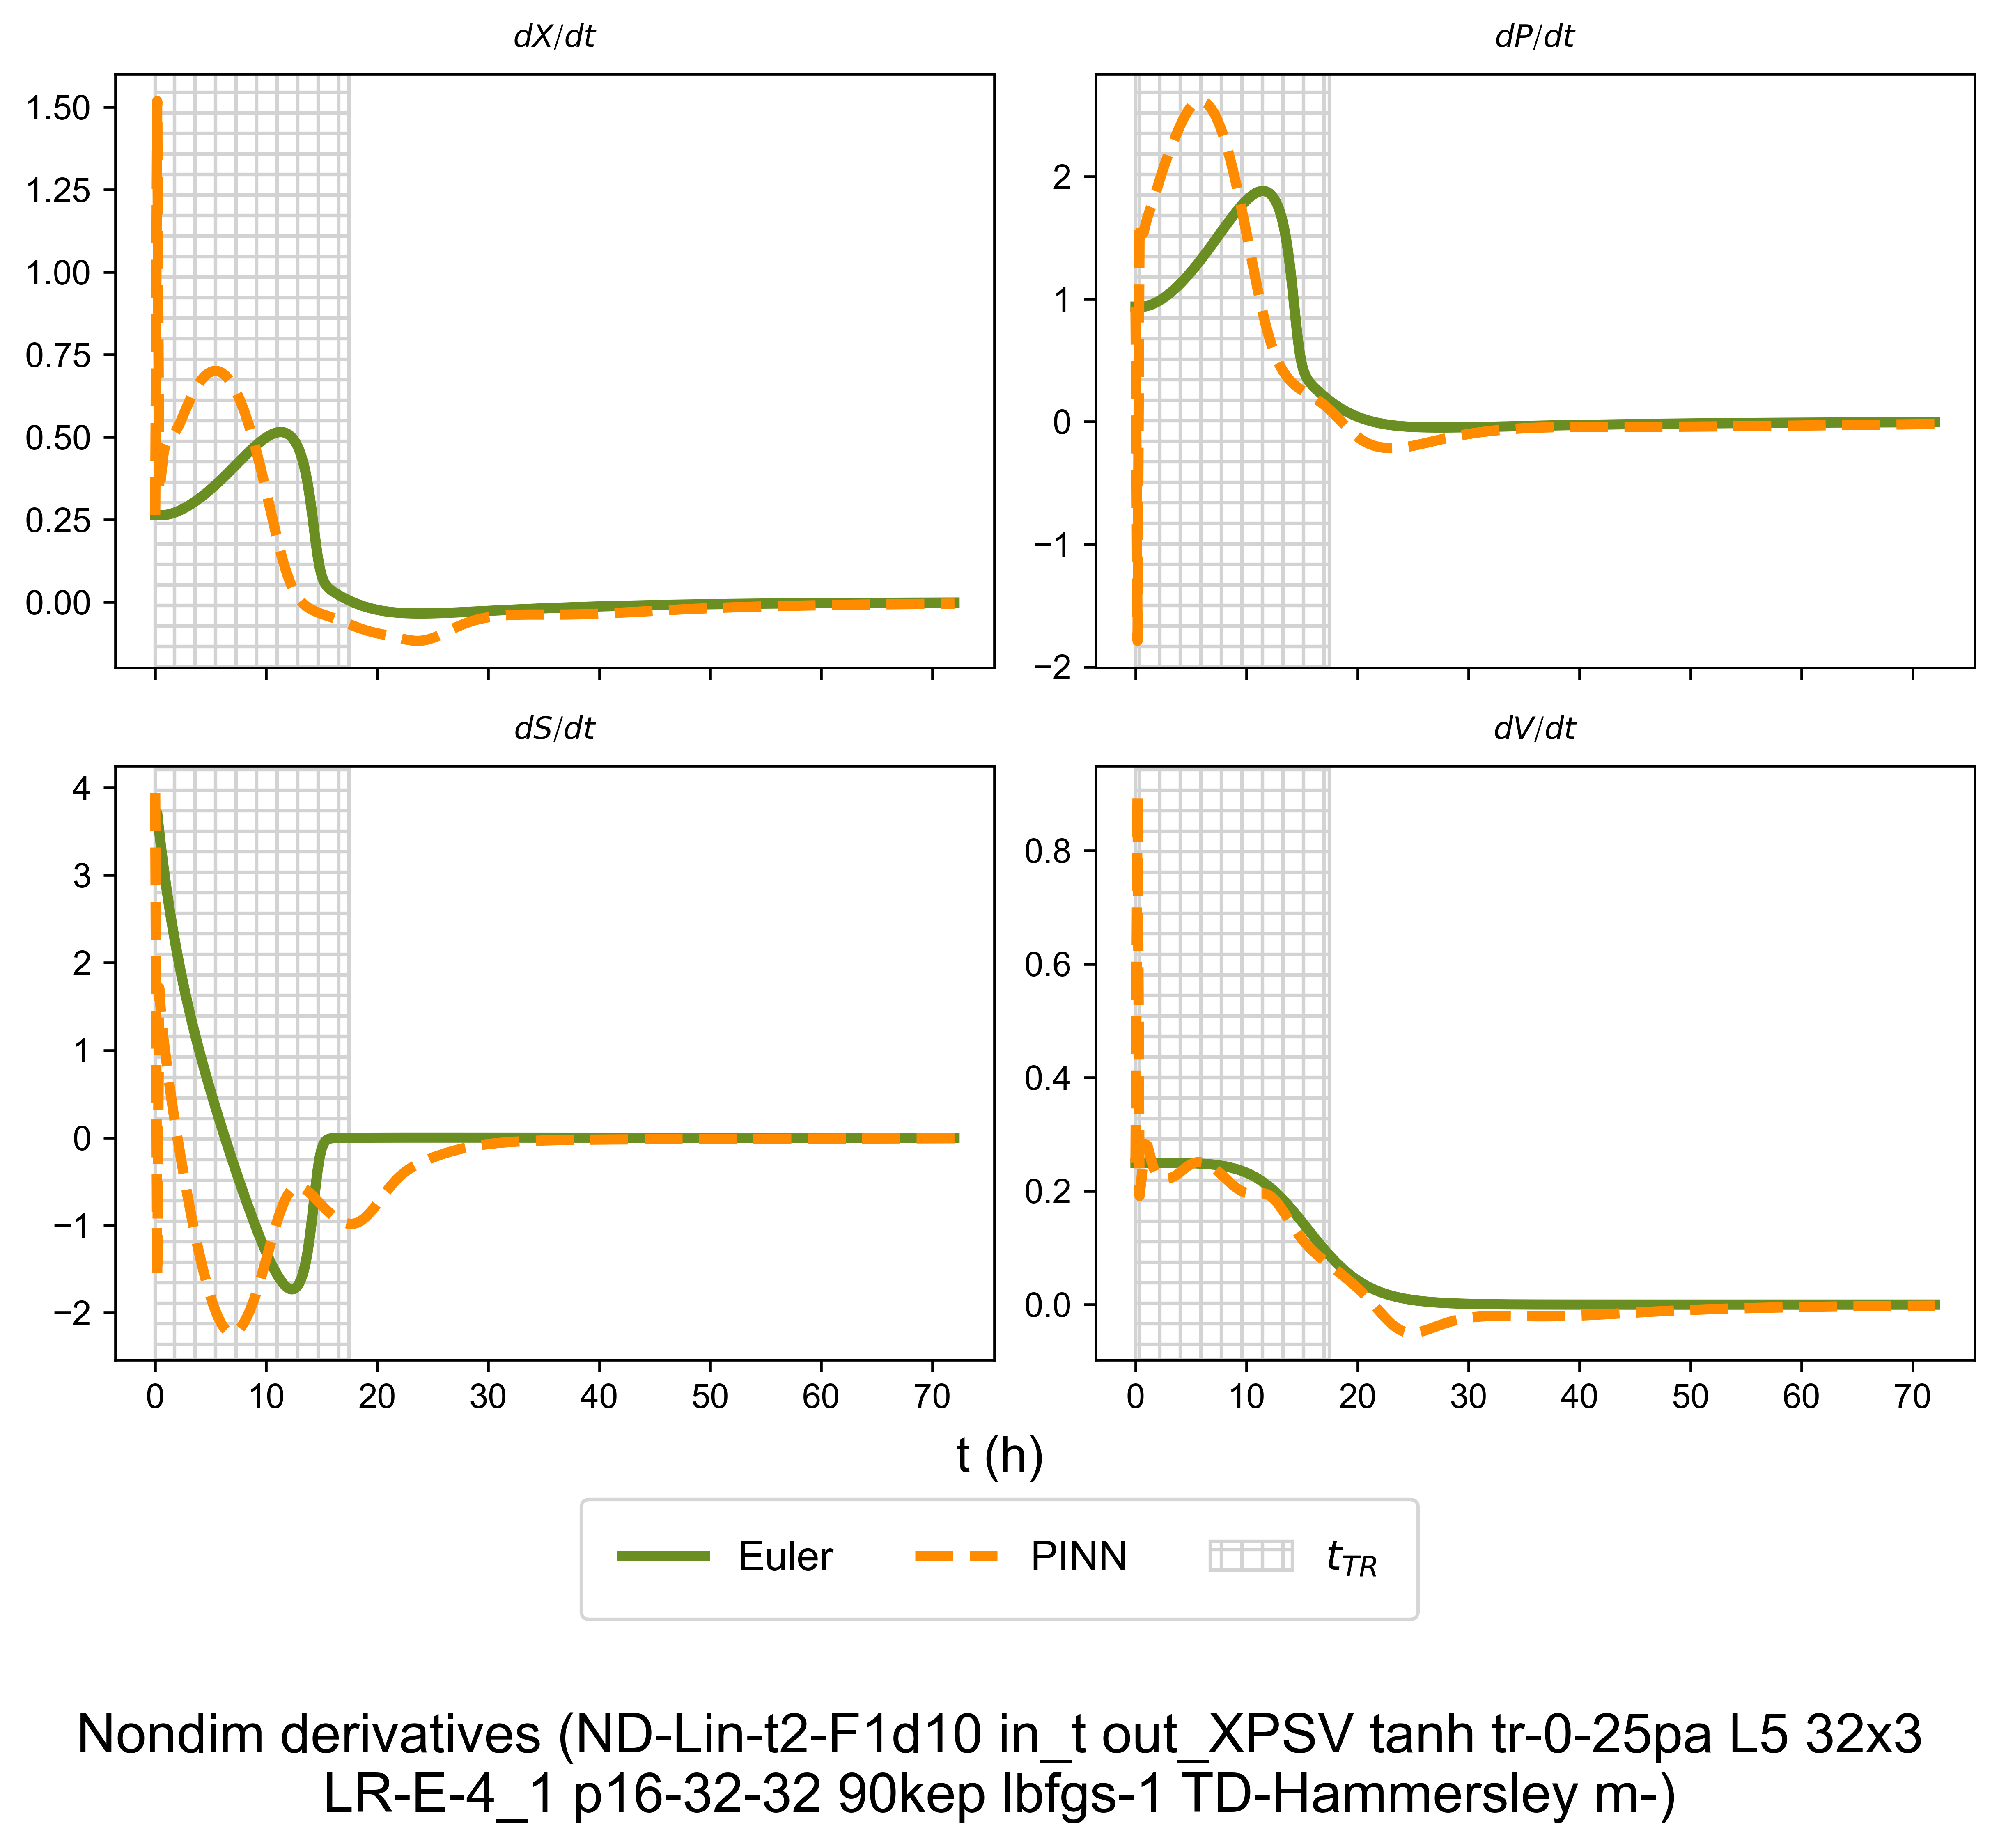 dX/dt
dP/dt
1.50
1.25
1.00
0.75
0.50
0.25
0.00
2
1
0
−1
−2
dS/dt
dV/dt
4
3
2
1
0
−1
−2
0.8
0.6
0.4
0.2
0.0
0 10 20 30 40 50 60 70
0 10 20 30 40 50 60 70
t (h)
Euler PINN t_TR
Nondim derivatives (ND-Lin-t2-F1d10 in_t out_XPSV tanh tr-0-25pa L5 32x3
LR-E-4_1 p16-32-32 90kep lbfgs-1 TD-Hammersley m-)